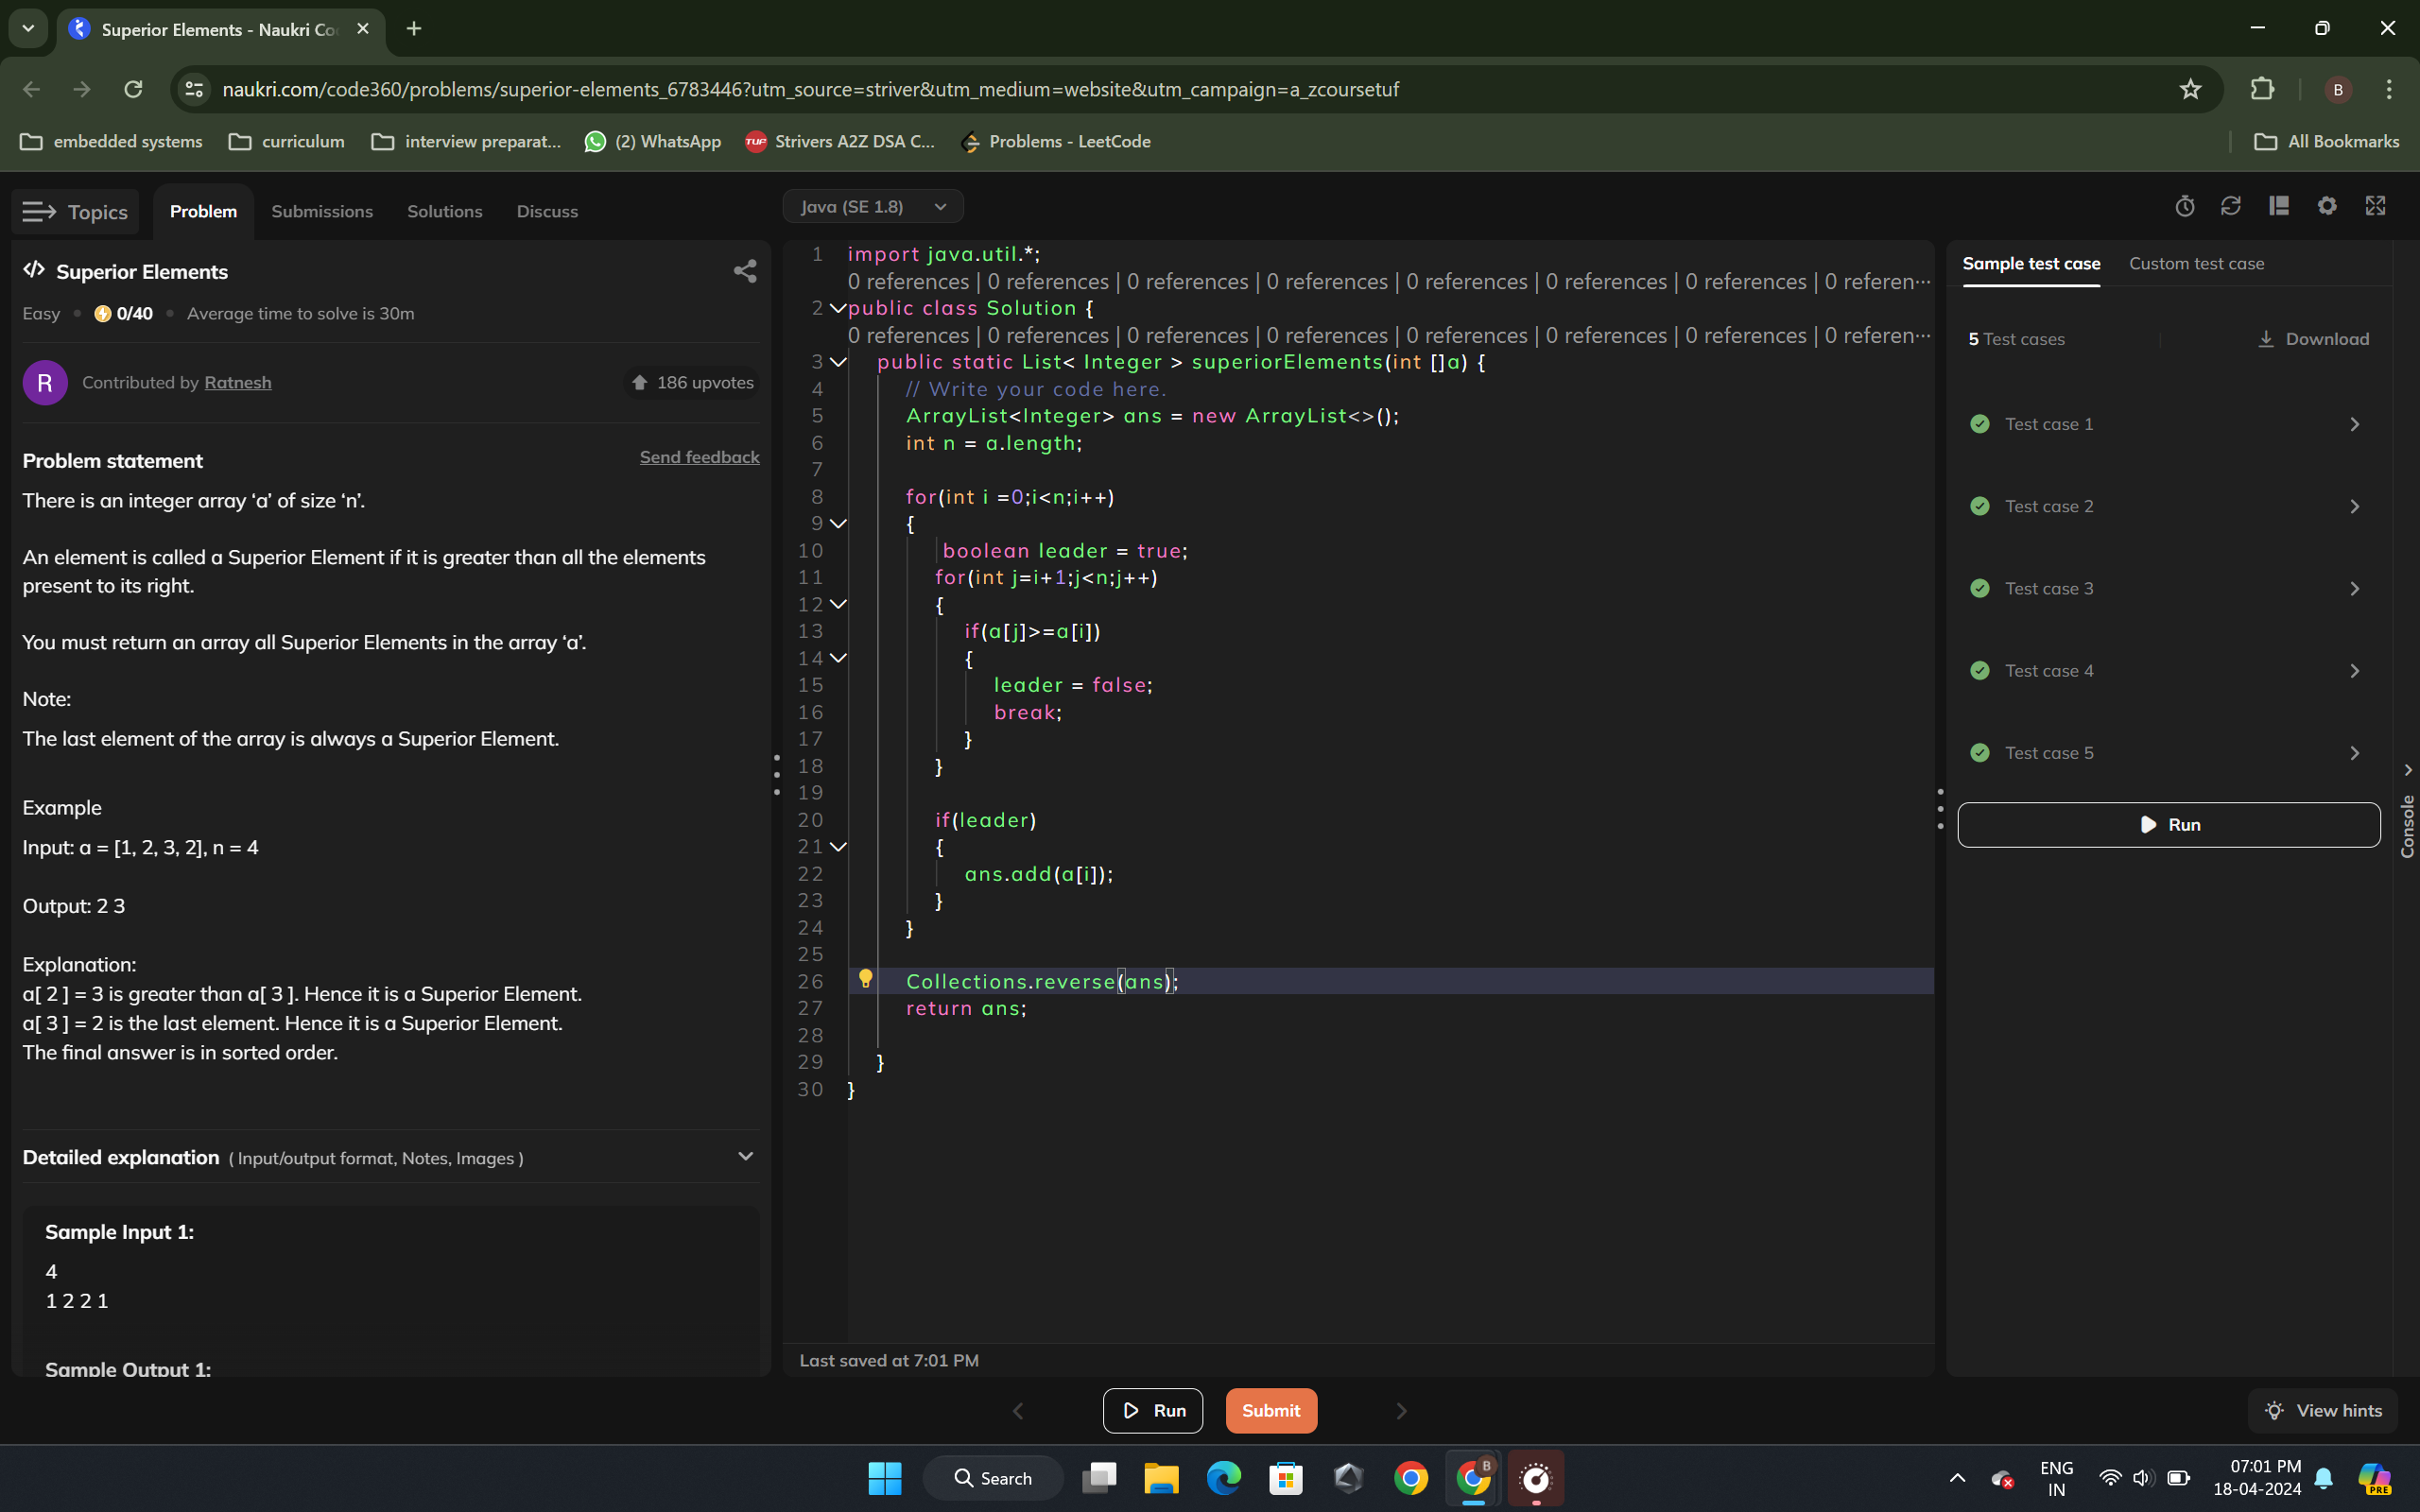 Superior Elements - Naukri Co
naukri.com/code360/problems/superior-elements_6783446?utm_source=striver&utm_medium=website&utm_campaign=a_zcoursetuf
B
embedded systems
curriculum
interview preparat...
(2) WhatsApp
TUF
Strivers A2Z DSA C...
Problems - LeetCode
All Bookmarks
Topics
Problem
Submissions
Solutions
Discuss
Superior Elements
Easy
0/40
Average time to solve is 30m
R
Contributed by Ratnesh
186 upvotes
Problem statement
Send feedback
There is an integer array ‘a’ of size ‘n’.
An element is called a Superior Element if it is greater than all the elements
present to its right.
You must return an array all Superior Elements in the array ‘a’.
Note:
The last element of the array is always a Superior Element.
Example
Input: a = [1, 2, 3, 2], n = 4
Output: 2 3
Explanation:
a[ 2 ] = 3 is greater than a[ 3 ]. Hence it is a Superior Element.
a[ 3 ] = 2 is the last element. Hence it is a Superior Element.
The final answer is in sorted order.
Detailed explanation ( Input/output format, Notes, Images )
Sample Input 1:
4
1 2 2 1
Sample Output 1:
Java (SE 1.8)
1 import java.util.*;
0 references | 0 references | 0 references | 0 references | 0 references | 0 references | 0 references | 0 referen···
2 public class Solution {
0 references | 0 references | 0 references | 0 references | 0 references | 0 references | 0 references | 0 referen···
3 public static List< Integer > superiorElements(int []a) {
4 // Write your code here.
5 ArrayList<Integer> ans = new ArrayList<>();
6 int n = a.length;
7
8 for(int i =0;i<n;i++)
9 {
10 boolean leader = true;
11 for(int j=i+1;j<n;j++)
12 {
13 if(a[j]>=a[i])
14 {
15 leader = false;
16 break;
17 }
18 }
19
20 if(leader)
21 {
22 ans.add(a[i]);
23 }
24 }
25
26 Collections.reverse(ans);
27 return ans;
28
29 }
30 }
Last saved at 7:01 PM
Run
Submit
Sample test case
Custom test case
5 Test cases
Download
Test case 1
Test case 2
Test case 3
Test case 4
Test case 5
Run
Console
View hints
Search
B
ENG
IN
07:01 PM
18-04-2024
PRE